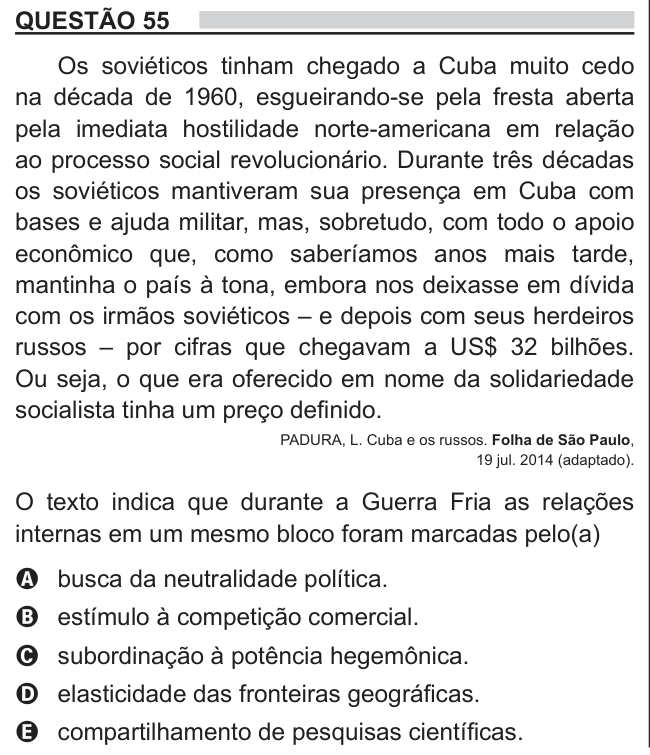 QUESTÃO 55
Os soviéticos tinham chegado a Cuba muito cedo
na década de 1960, esgueirando-se pela fresta aberta
pela imediata hostilidade norte-americana em relação
ao processo social revolucionário. Durante três décadas
os soviéticos mantiveram sua presença em Cuba com
bases e ajuda militar, mas, sobretudo, com todo o apoio
econômico que, como saberíamos anos mais tarde,
mantinha o país à tona, embora nos deixasse em dívida
com os irmãos soviéticos – e depois com seus herdeiros
russos – por cifras que chegavam a US$ 32 bilhões.
Ou seja, o que era oferecido em nome da solidariedade
socialista tinha um preço definido.
PADURA, L. Cuba e os russos. Folha de São Paulo,
19 jul. 2014 (adaptado).
O texto indica que durante a Guerra Fria as relações
internas em um mesmo bloco foram marcadas pelo(a)
A busca da neutralidade política.
B estímulo à competição comercial.
C subordinação à potência hegemônica.
D elasticidade das fronteiras geográficas.
E compartilhamento de pesquisas científicas.